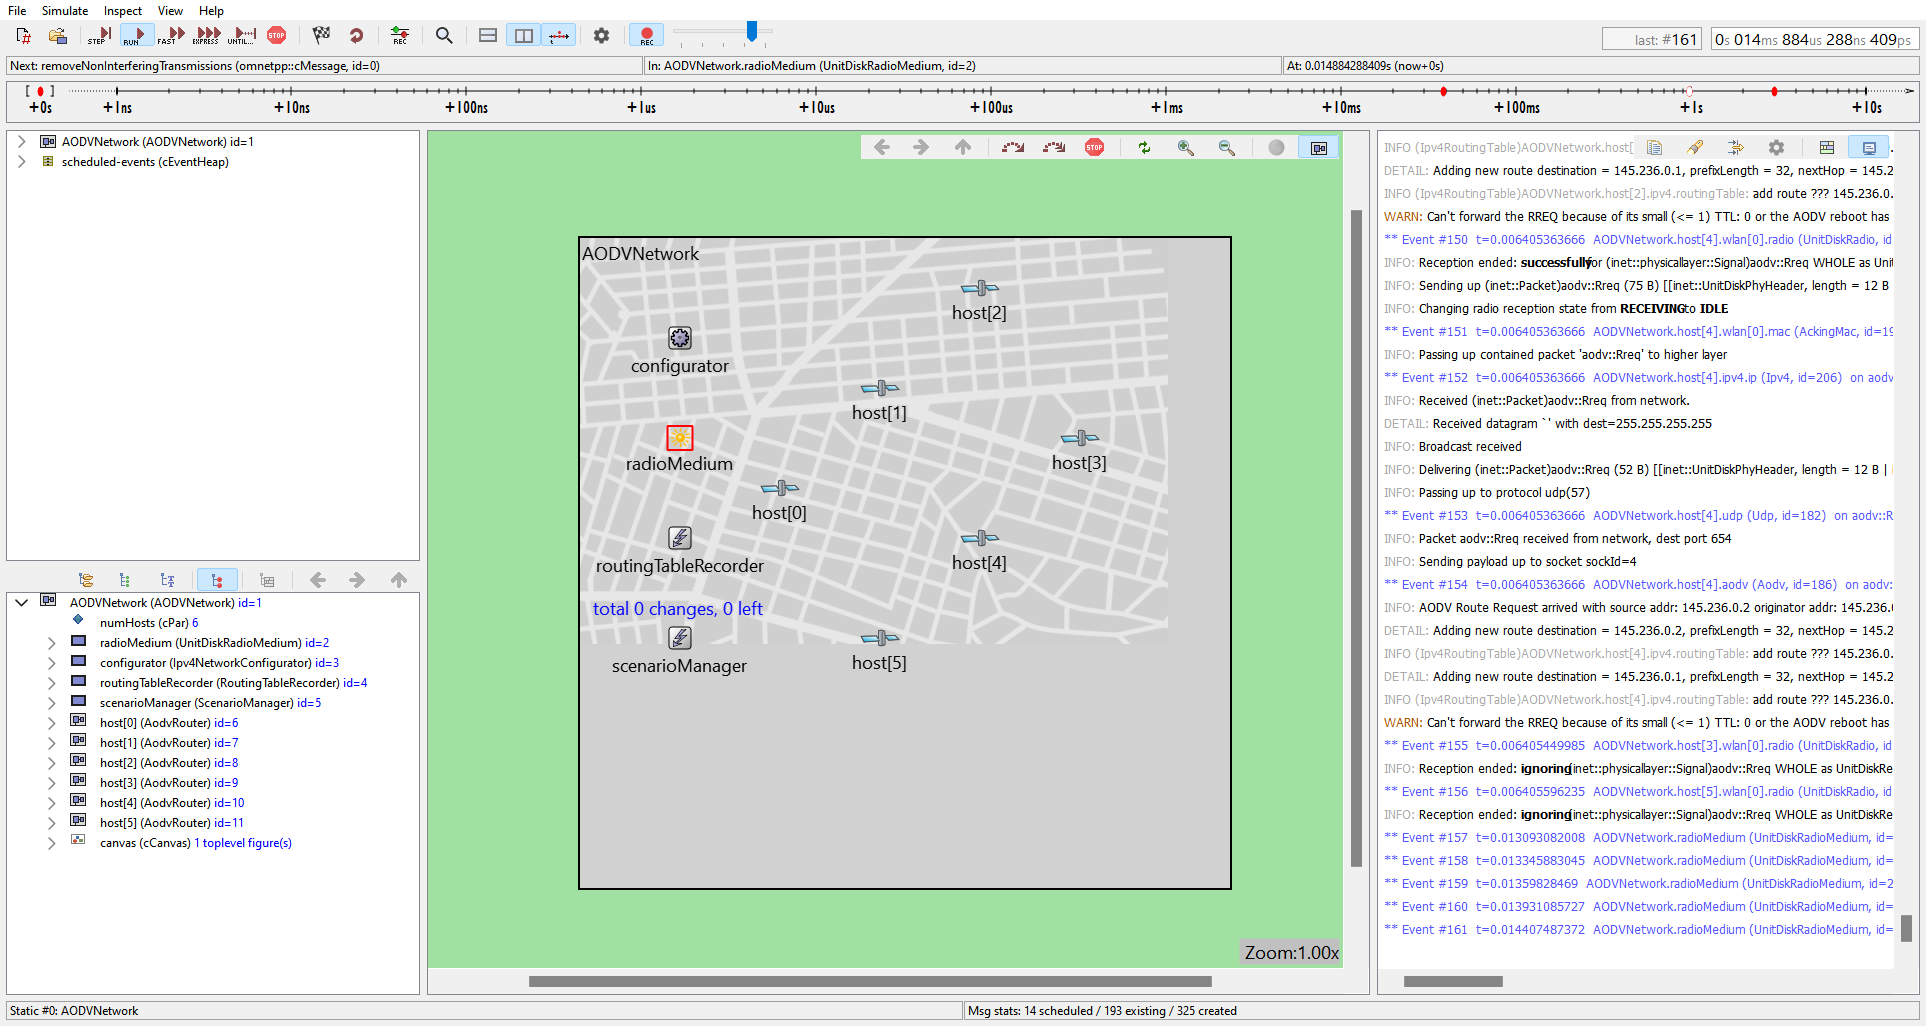 File Simulate Inspect View Help
STEP RUN FAST EXPRESS UNTIL... STOP REC REC
last: #161 0s 014ms 884us 288ns 409ps
Next: removeNonInterferingTransmissions (omnetpp::cMessage, id=0) In: AODVNetwork.radioMedium (UnitDiskRadioMedium, id=2) At: 0.014884288409s (now+0s)
+0s +1ns +10ns +100ns +1us +10us +100us +1ms +10ms +100ms +1s +10s
AODVNetwork (AODVNetwork) id=1
scheduled-events (cEventHeap)
AODVNetwork (AODVNetwork) id=1
numHosts (cPar) 6
radioMedium (UnitDiskRadioMedium) id=2
configurator (Ipv4NetworkConfigurator) id=3
routingTableRecorder (RoutingTableRecorder) id=4
scenarioManager (ScenarioManager) id=5
host[0] (AodvRouter) id=6
host[1] (AodvRouter) id=7
host[2] (AodvRouter) id=8
host[3] (AodvRouter) id=9
host[4] (AodvRouter) id=10
host[5] (AodvRouter) id=11
canvas (cCanvas) 1 toplevel figure(s)
STOP
AODVNetwork
host[2]
configurator
host[1]
radioMedium
host[3]
host[0]
routingTableRecorder
host[4]
total 0 changes, 0 left
scenarioManager
host[5]
Zoom:1.00x
INFO (Ipv4RoutingTable)AODVNetwork.host[
DETAIL: Adding new route destination = 145.236.0.1, prefixLength = 32, nextHop = 145.2
INFO (Ipv4RoutingTable)AODVNetwork.host[2].ipv4.routingTable: add route ??? 145.236.0.
WARN: Can't forward the RREQ because of its small (<= 1) TTL: 0 or the AODV reboot has
** Event #150 t=0.006405363666 AODVNetwork.host[4].wlan[0].radio (UnitDiskRadio, id
INFO: Reception ended: successfully for (inet::physicallayer::Signal)aodv::Rreq WHOLE as Unit
INFO: Sending up (inet::Packet)aodv::Rreq (75 B) [[inet::UnitDiskPhyHeader, length = 12 B
INFO: Changing radio reception state from RECEIVING to IDLE
** Event #151 t=0.006405363666 AODVNetwork.host[4].wlan[0].mac (AckingMac, id=19
INFO: Passing up contained packet 'aodv::Rreq' to higher layer
** Event #152 t=0.006405363666 AODVNetwork.host[4].ipv4.ip (Ipv4, id=206) on aodv
INFO: Received (inet::Packet)aodv::Rreq from network.
DETAIL: Received datagram `' with dest=255.255.255.255
INFO: Broadcast received
INFO: Delivering (inet::Packet)aodv::Rreq (52 B) [[inet::UnitDiskPhyHeader, length = 12 B |
INFO: Passing up to protocol udp(57)
** Event #153 t=0.006405363666 AODVNetwork.host[4].udp (Udp, id=182) on aodv::R
INFO: Packet aodv::Rreq received from network, dest port 654
INFO: Sending payload up to socket sockId=4
** Event #154 t=0.006405363666 AODVNetwork.host[4].aodv (Aodv, id=186) on aodv:
INFO: AODV Route Request arrived with source addr: 145.236.0.2 originator addr: 145.236.
DETAIL: Adding new route destination = 145.236.0.2, prefixLength = 32, nextHop = 145.2
INFO (Ipv4RoutingTable)AODVNetwork.host[4].ipv4.routingTable: add route ??? 145.236.0.
DETAIL: Adding new route destination = 145.236.0.1, prefixLength = 32, nextHop = 145.2
INFO (Ipv4RoutingTable)AODVNetwork.host[4].ipv4.routingTable: add route ??? 145.236.0.
WARN: Can't forward the RREQ because of its small (<= 1) TTL: 0 or the AODV reboot has
** Event #155 t=0.006405449985 AODVNetwork.host[3].wlan[0].radio (UnitDiskRadio, id
INFO: Reception ended: ignoring (inet::physicallayer::Signal)aodv::Rreq WHOLE as UnitDiskRe
** Event #156 t=0.006405596235 AODVNetwork.host[5].wlan[0].radio (UnitDiskRadio, id
INFO: Reception ended: ignoring (inet::physicallayer::Signal)aodv::Rreq WHOLE as UnitDiskRe
** Event #157 t=0.013093082008 AODVNetwork.radioMedium (UnitDiskRadioMedium, id=
** Event #158 t=0.013345883045 AODVNetwork.radioMedium (UnitDiskRadioMedium, id=
** Event #159 t=0.01359828469 AODVNetwork.radioMedium (UnitDiskRadioMedium, id=2
** Event #160 t=0.013931085727 AODVNetwork.radioMedium (UnitDiskRadioMedium, id=
** Event #161 t=0.014407487372 AODVNetwork.radioMedium (UnitDiskRadioMedium, id=
Static #0: AODVNetwork Msg stats: 14 scheduled / 193 existing / 325 created